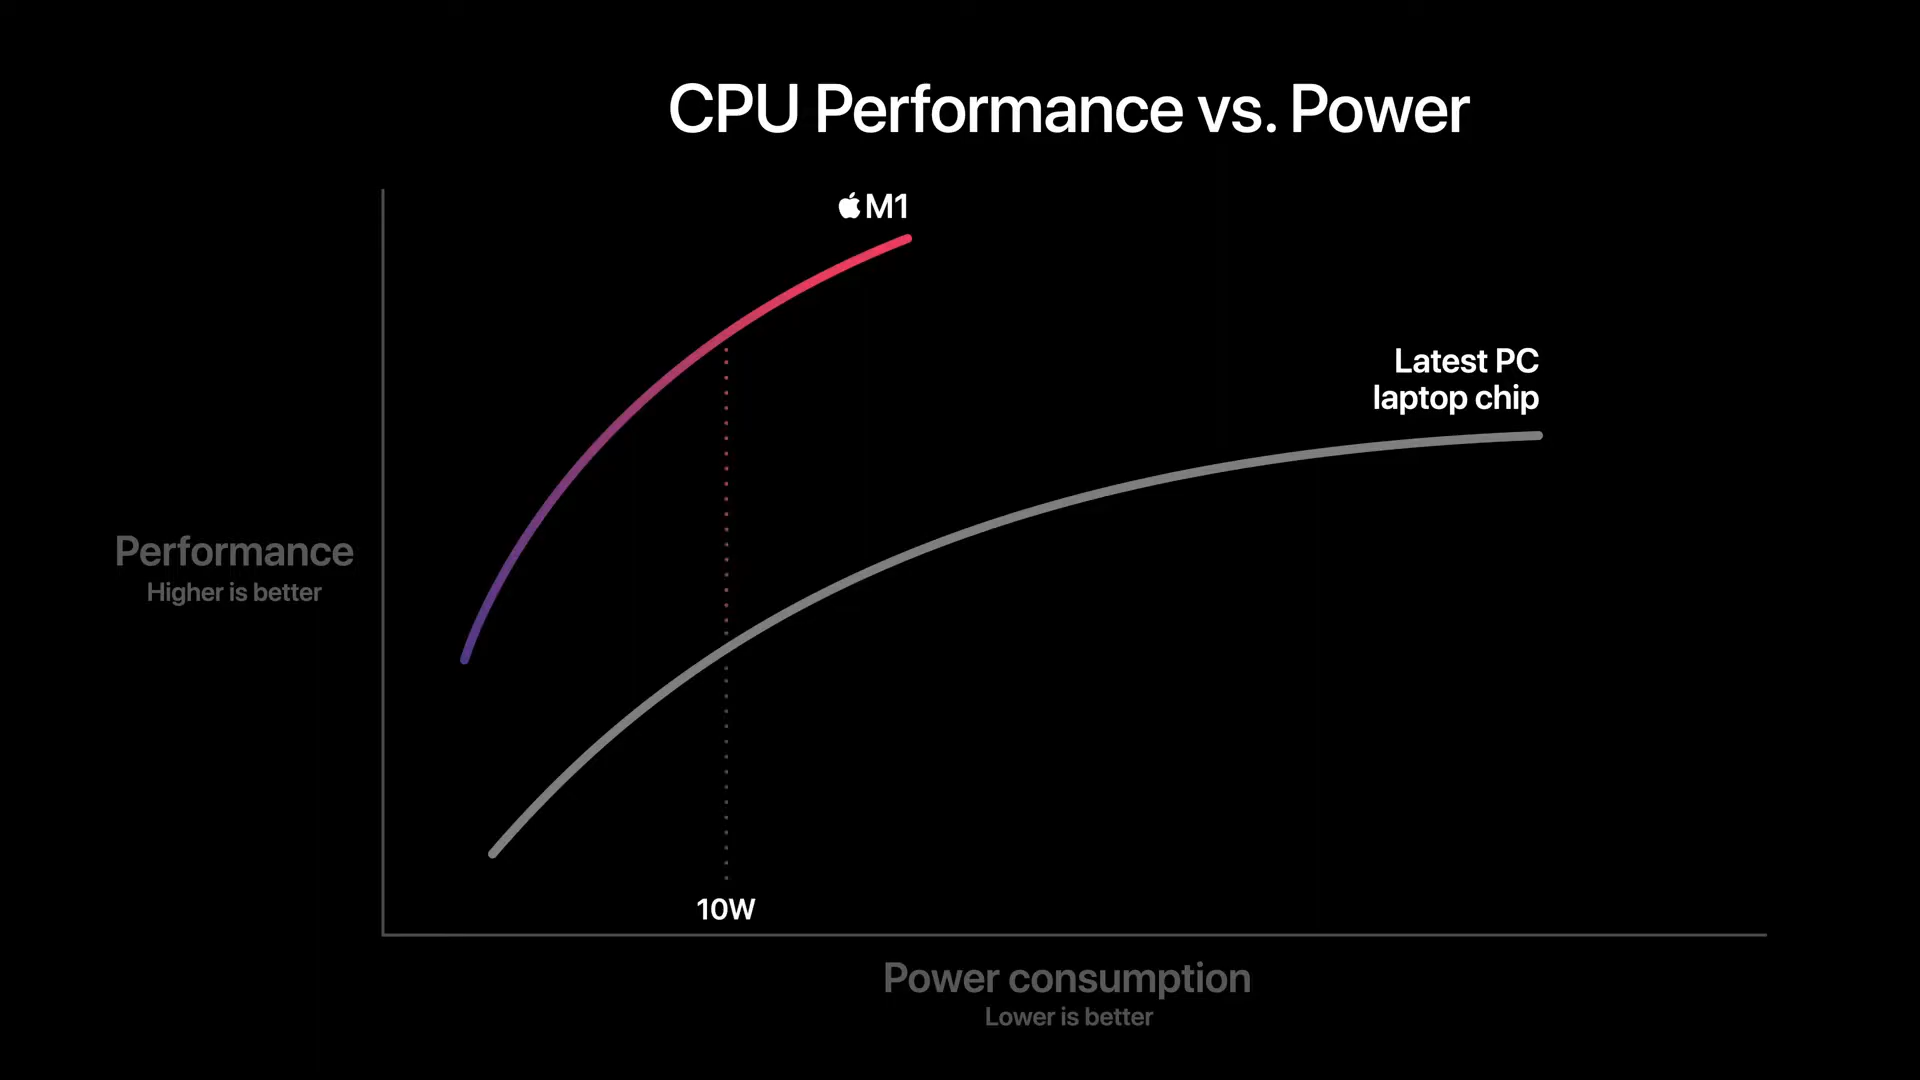 CPU Performance vs. Power
M1
Latest PC
laptop chip
Performance
Higher is better
10W
Power consumption
Lower is better